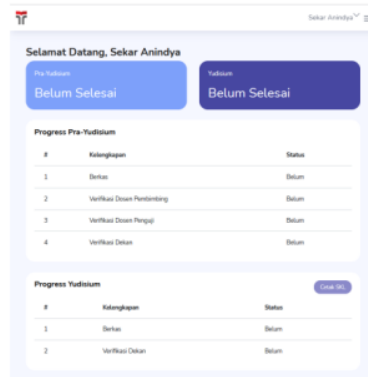 Sekar Anindya
Selamat Datang, Sekar Anindya
Pra-Yudisium
Belum Selesai
Yudisium
Belum Selesai
Progress Pra-Yudisium
# Kelengkapan Status
1 Berkas Belum
2 Verifikasi Dosen Pembimbing Belum
3 Verifikasi Dosen Penguji Belum
4 Verifikasi Dekan Belum
Progress Yudisium
Cetak SKL
# Kelengkapan Status
1 Berkas Belum
2 Verifikasi Dekan Belum